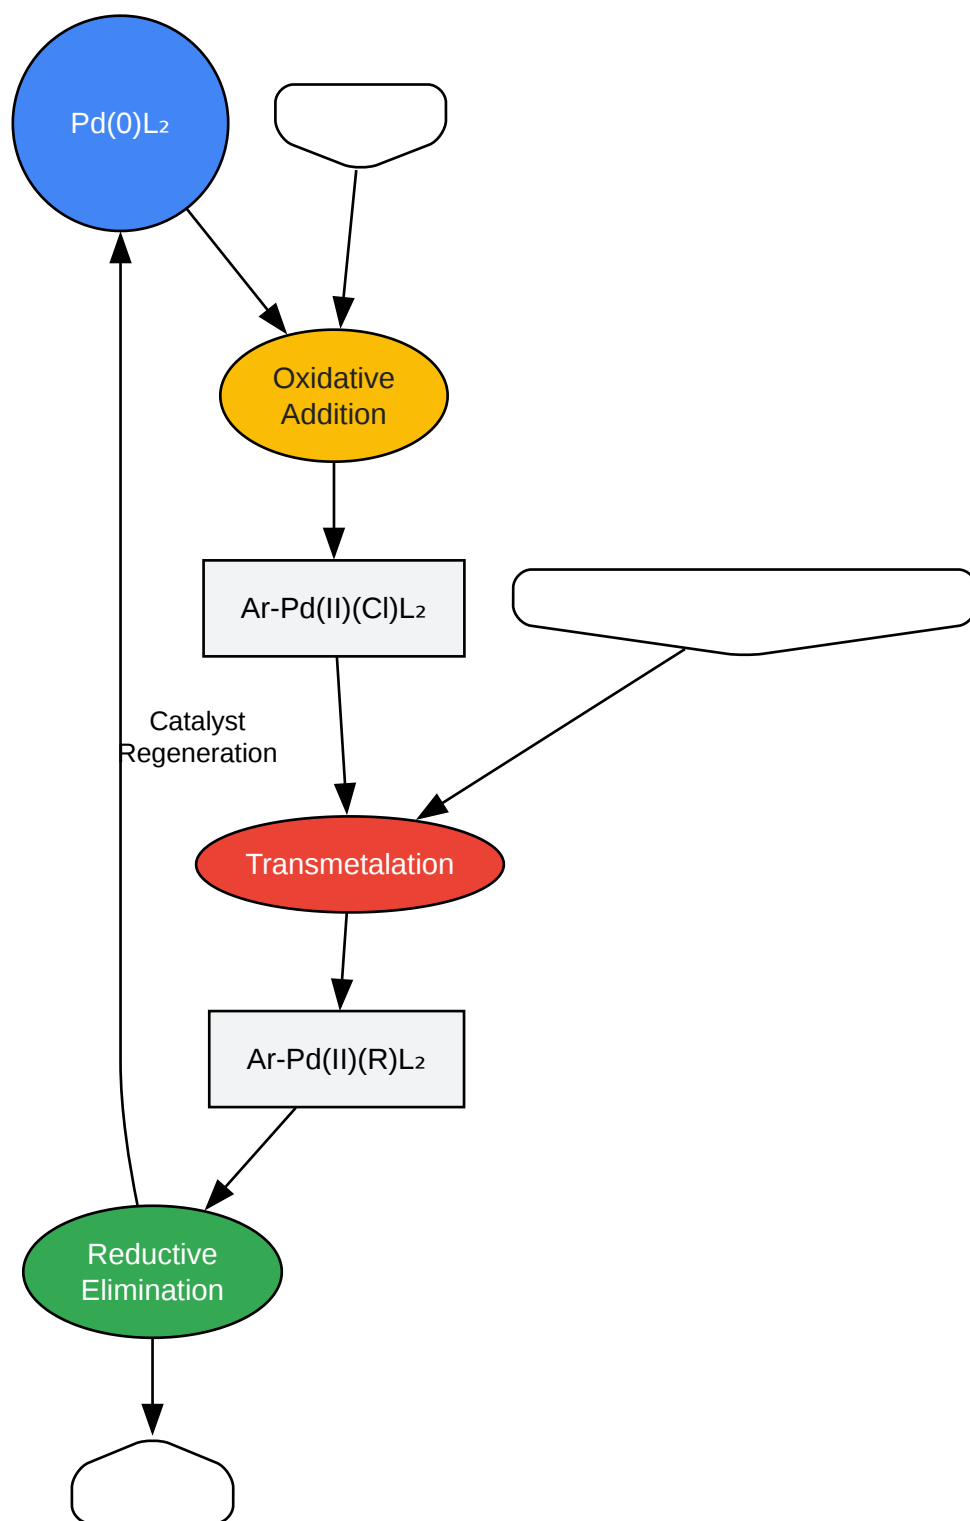 Pd(0)L₂
Oxidative
Addition
Ar-Pd(II)(Cl)L₂
Catalyst
Regeneration
Transmetalation
Ar-Pd(II)(R)L₂
Reductive
Elimination